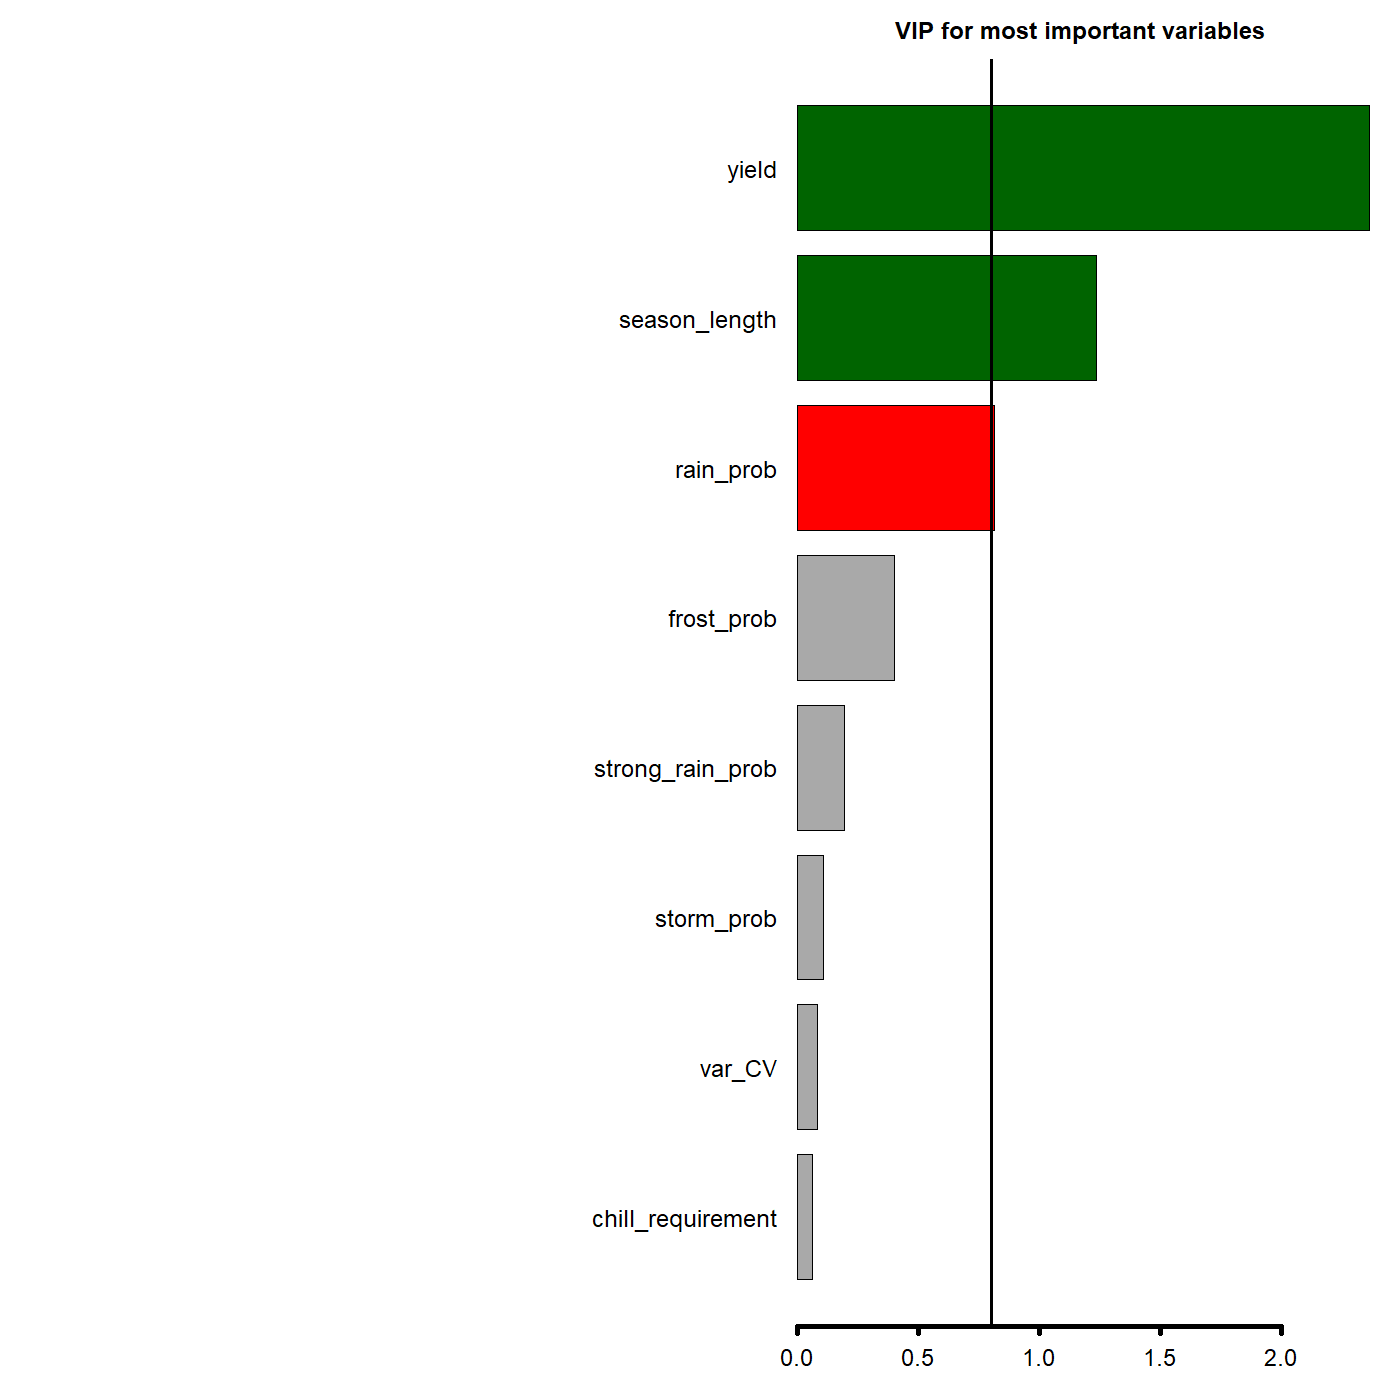 VIP for most important variables
yield
season_length
rain_prob
frost_prob
strong_rain_prob
storm_prob
var_CV
chill_requirement
0.0 0.5 1.0 1.5 2.0